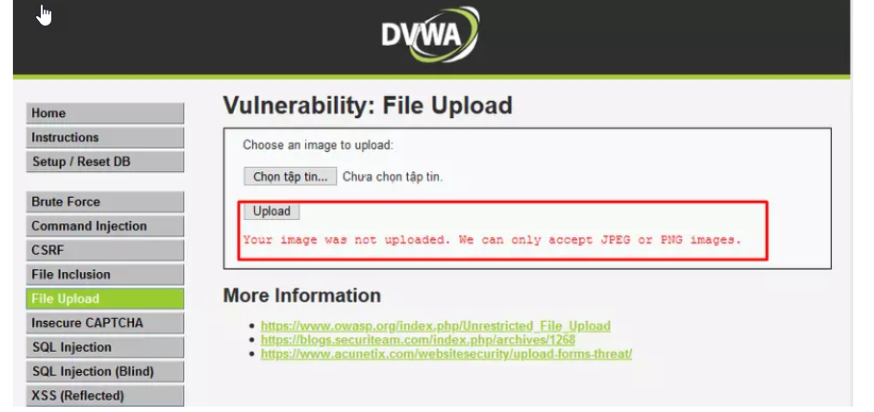 DVWA
Home
Instructions
Setup / Reset DB
Brute Force
Command Injection
CSRF
File Inclusion
File Upload
Insecure CAPTCHA
SQL Injection
SQL Injection (Blind)
XSS (Reflected)
Vulnerability: File Upload
Choose an image to upload:
Chọn tập tin... Chưa chọn tập tin.
Upload
Your image was not uploaded. We can only accept JPEG or PNG images.
More Information
https://www.owasp.org/index.php/Unrestricted_File_Upload
https://blogs.securiteam.com/index.php/archives/1268
https://www.acunetix.com/websitesecurity/upload-forms-threat/